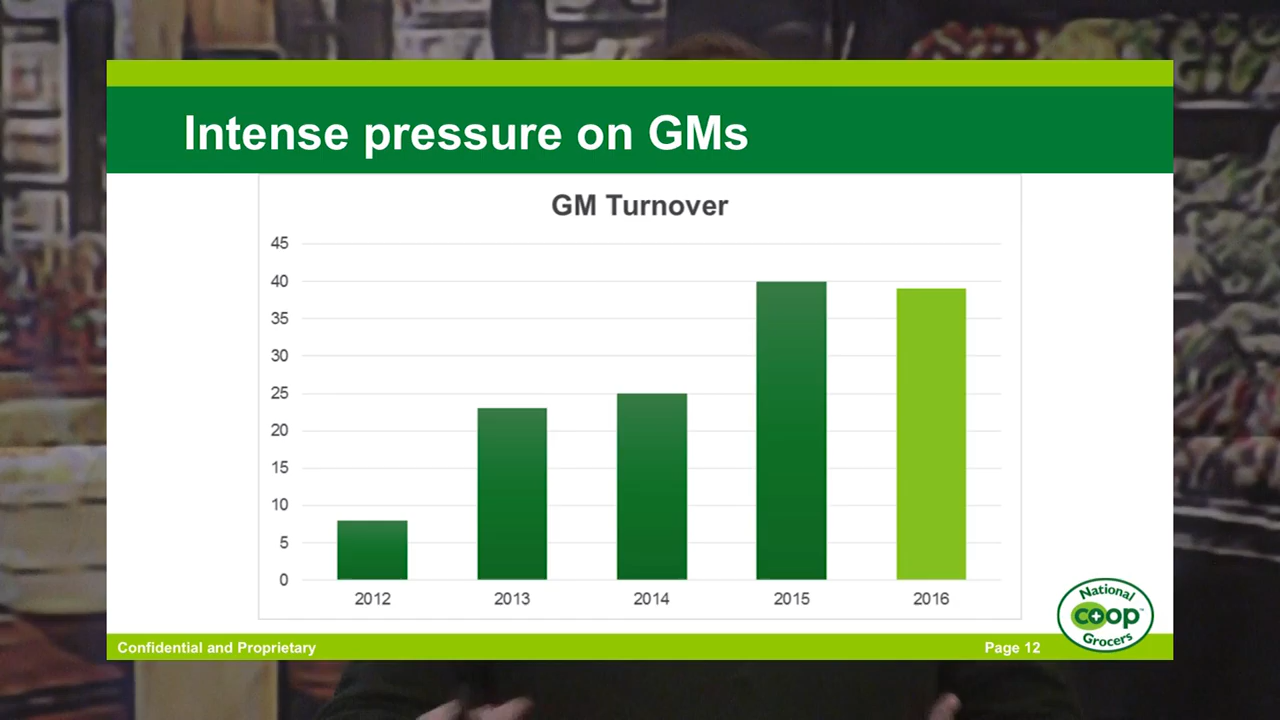 Intense pressure on GMs
GM Turnover
45
40
35
30
25
20
15
10
5
0
2012
2013
2014
2015
2016
National
co+op™
Grocers
Confidential and Proprietary
Page 12